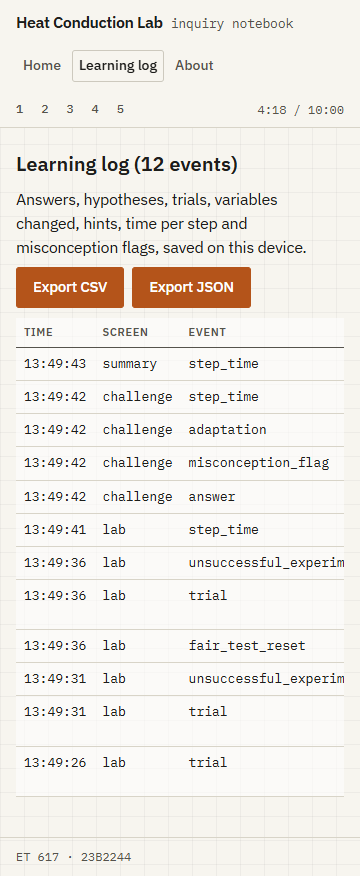 Heat Conduction Lab inquiry notebook
Home Learning log About
1 2 3 4 5 4:18 / 10:00
Learning log (12 events)
Answers, hypotheses, trials, variables
changed, hints, time per step and
misconception flags, saved on this device.
Export CSV Export JSON
TIME SCREEN EVENT
13:49:43 summary step_time
13:49:42 challenge step_time
13:49:42 challenge adaptation
13:49:42 challenge misconception_flag
13:49:42 challenge answer
13:49:41 lab step_time
13:49:36 lab unsuccessful_experim
13:49:36 lab trial
13:49:36 lab fair_test_reset
13:49:31 lab unsuccessful_experim
13:49:31 lab trial
13:49:26 lab trial
ET 617 · 23B2244